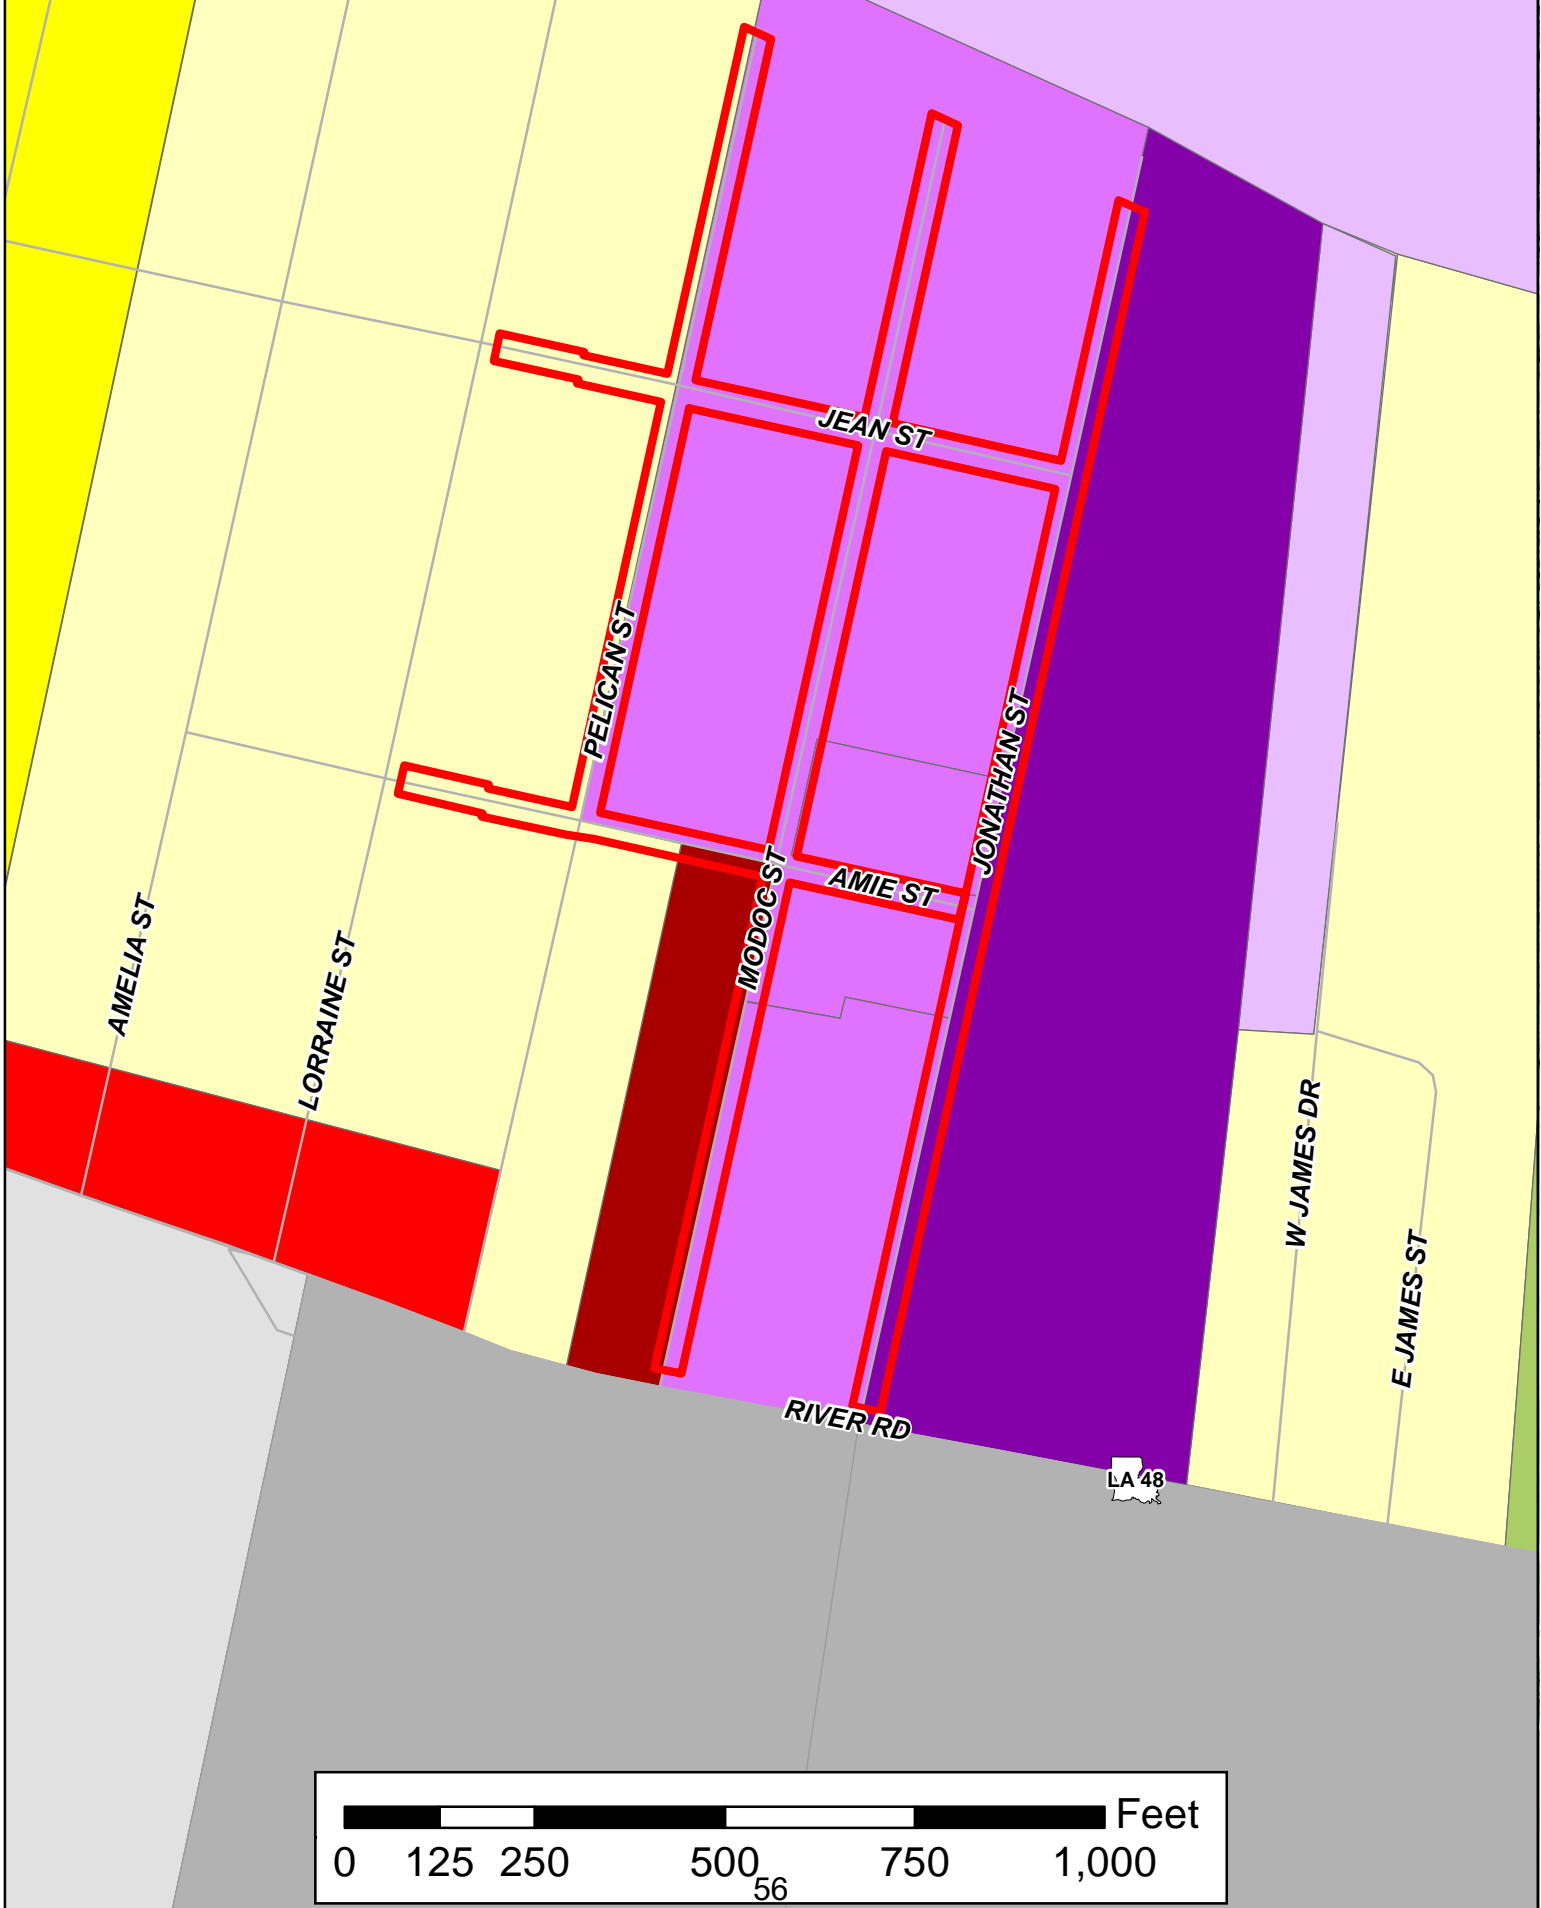 JEAN ST
PELICAN ST
JONATHAN ST
AMIE ST
MODOC ST
AMELIA ST
LORRAINE ST
W JAMES DR
E JAMES ST
RIVER RD
LA 48
Feet
0 125 250 500 750 1,000
56